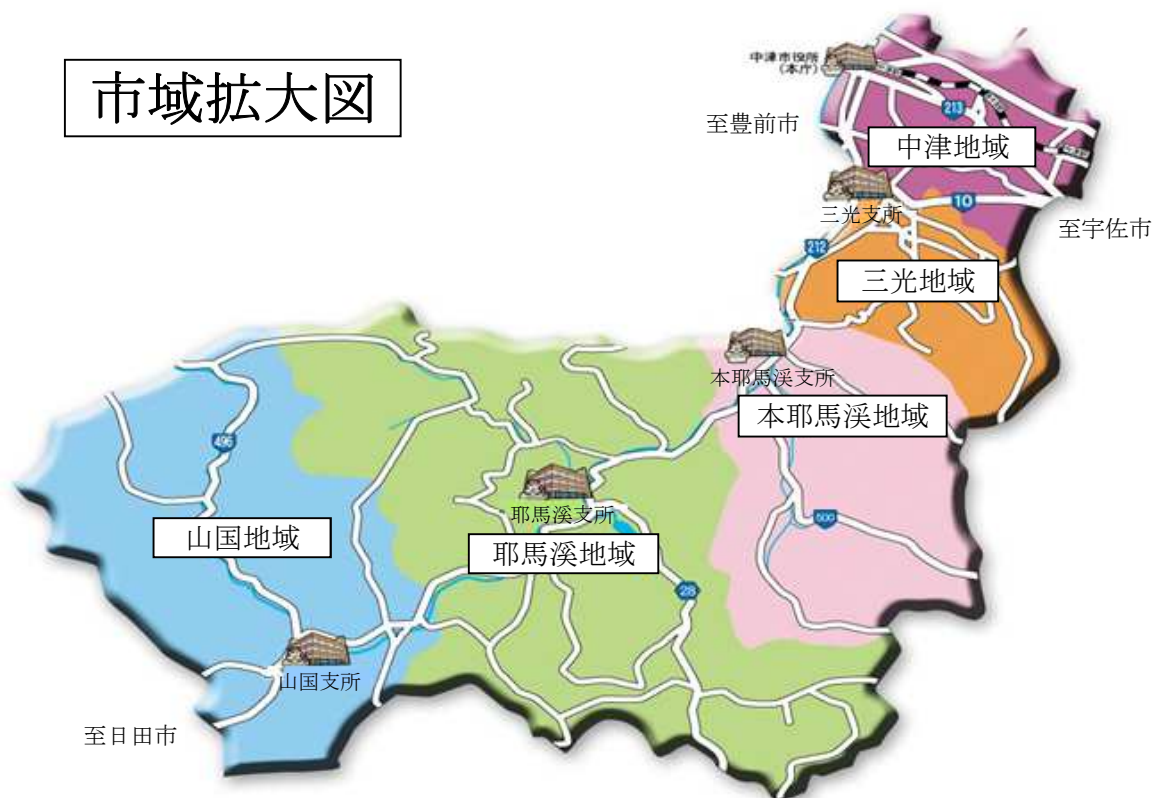 市域拡大図
中津市役所
(本庁)
213
至豊前市
中津地域
10
三光支所
至宇佐市
212
三光地域
本耶馬渓支所
本耶馬渓地域
496
耶馬溪支所
500
山国地域
耶馬溪地域
28
山国支所
至日田市